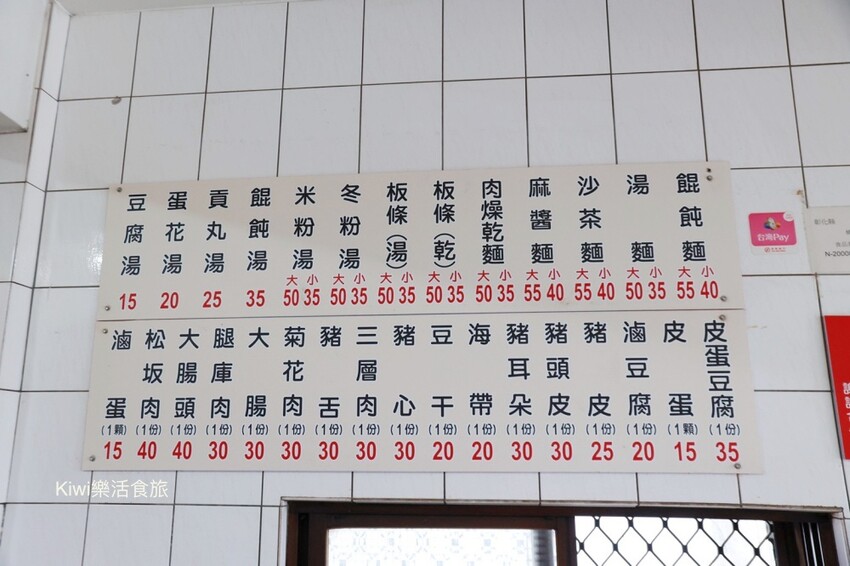 餛飩麵 大55 小40
湯麵 大50 小35
沙茶麵 大55 小40
麻醬麵 大55 小40
肉燥乾麵 大50 小35
板條(乾) 大50 小35
板條(湯) 大50 小35
冬粉湯 大50 小35
米粉湯 大50 小35
餛飩湯 35
貢丸湯 25
蛋花湯 20
豆腐湯 15
皮蛋豆腐(1份) 35
皮蛋(1顆) 15
滷豆腐(1份) 20
豬皮(1份) 25
豬頭皮(1份) 30
豬耳朵(1份) 30
海帶(1份) 20
豆干(1份) 20
豬心(1份) 30
三層肉(1份) 30
豬舌(1份) 30
菊花肉(1份) 30
大腸(1份) 30
腿庫肉(1份) 30
大腸頭(1份) 40
松坂肉(1份) 40
滷蛋(1顆) 15
台灣Pay
彰化縣
N-2000
Kiwi樂活食旅